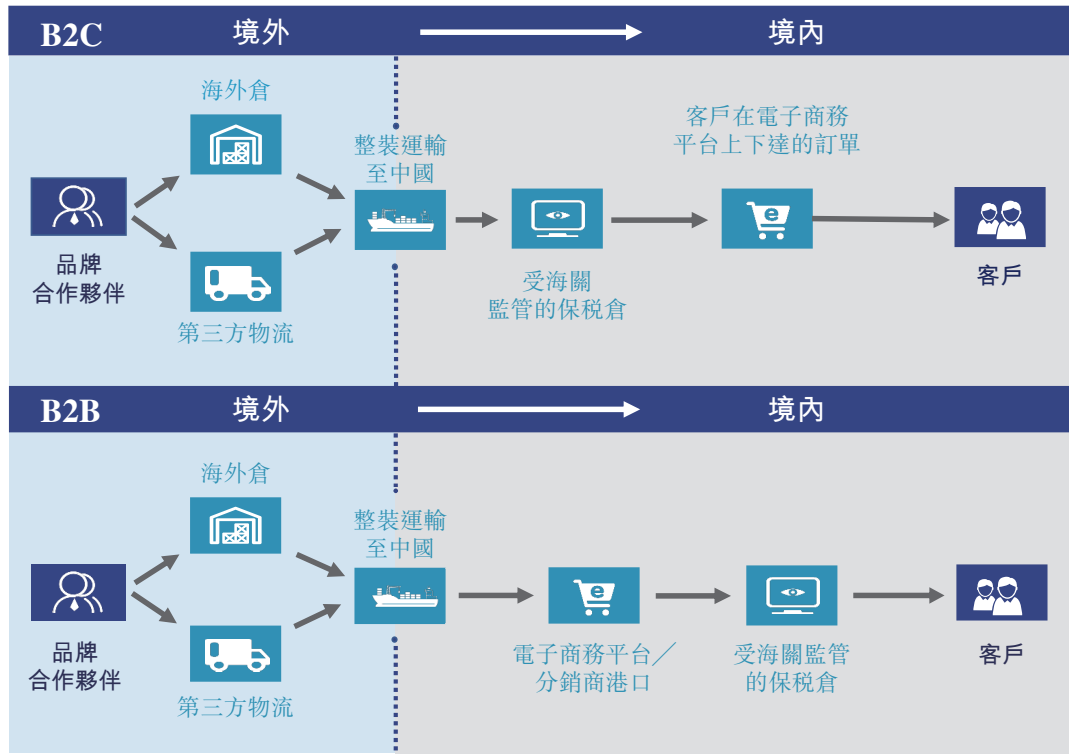 B2C 境外 境內
海外倉
客戶在電子商務
平台上下達的訂單
整裝運輸
至中國
品牌
合作夥伴
受海關
監管的保税倉
客戶
第三方物流
B2B 境外 境內
海外倉
整裝運輸
至中國
品牌
合作夥伴
電子商務平台／
分銷商港口
受海關監管
的保税倉
客戶
第三方物流